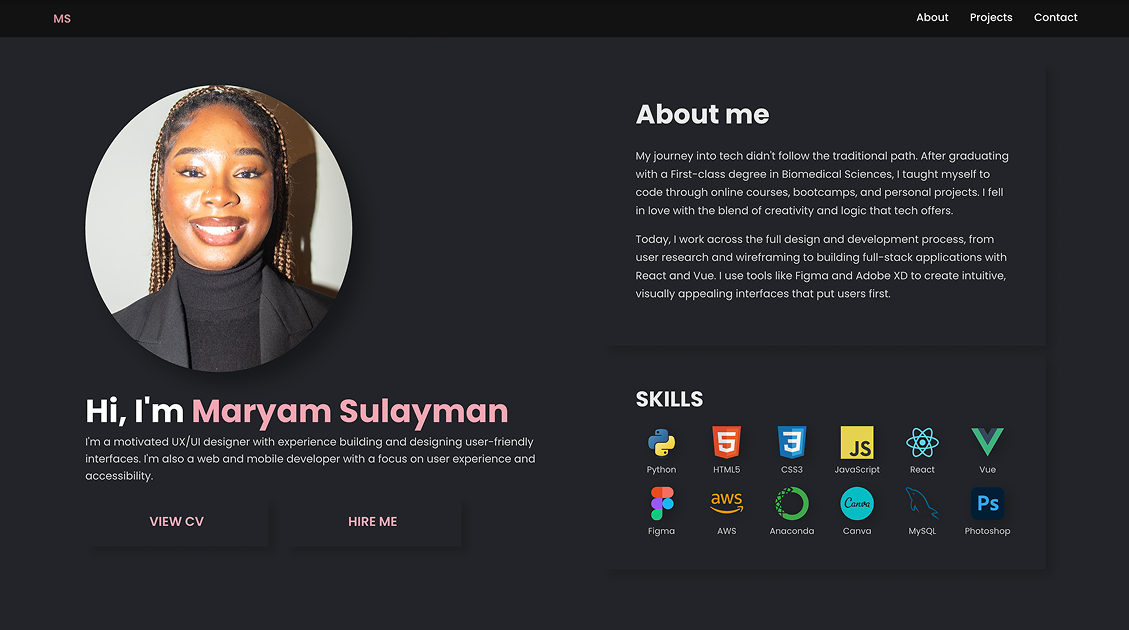 MS
About
Projects
Contact
Hi, I'm Maryam Sulayman
I'm a motivated UX/UI designer with experience building and designing user-friendly
interfaces. I'm also a web and mobile developer with a focus on user experience and
accessibility.
VIEW CV
HIRE ME
About me
My journey into tech didn't follow the traditional path. After graduating
with a First-class degree in Biomedical Sciences, I taught myself to
code through online courses, bootcamps, and personal projects. I fell
in love with the blend of creativity and logic that tech offers.
Today, I work across the full design and development process, from
user research and wireframing to building full-stack applications with
React and Vue. I use tools like Figma and Adobe XD to create intuitive,
visually appealing interfaces that put users first.
SKILLS
5
3
JS
Python
HTML5
CSS3
JavaScript
React
Vue
aws
Canva
Ps
Figma
AWS
Anaconda
Canva
MySQL
Photoshop